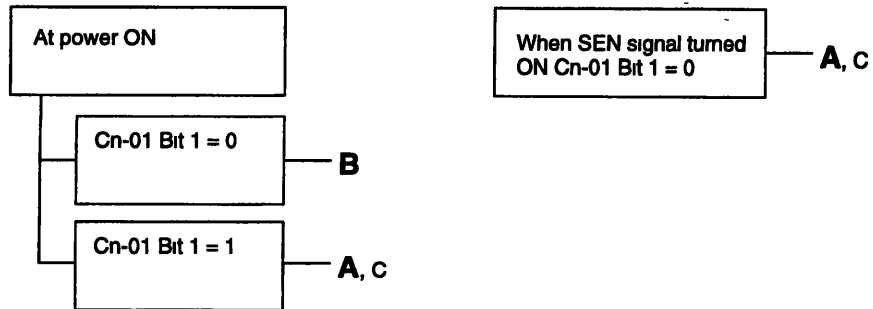 At power ON
Cn-01 Bit 1 = 0
B
Cn-01 Bit 1 = 1
A, C
When SEN signal turned
ON Cn-01 Bit 1 = 0
A, C